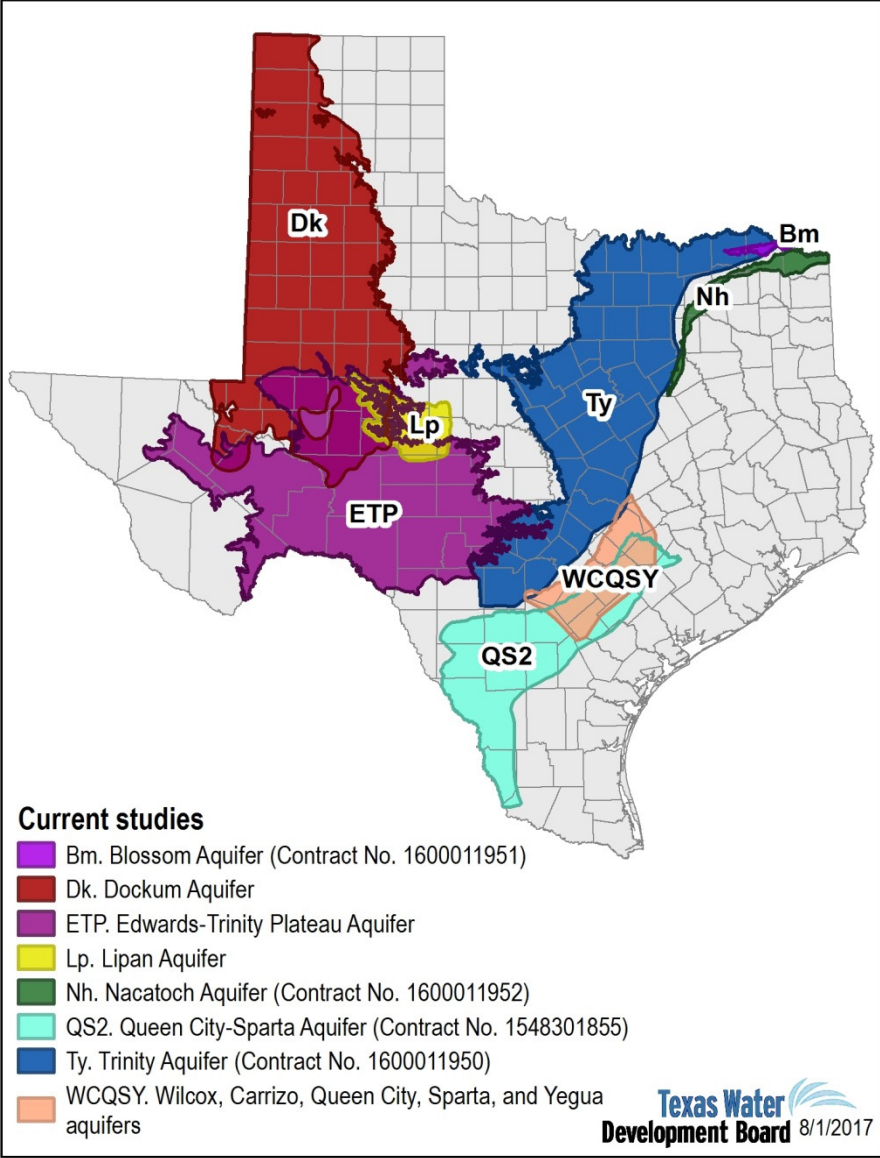 Dk
Bm
Nh
Ty
Lp
ETP
WCQSY
QS2
Current studies
Bm. Blossom Aquifer (Contract No. 1600011951)
Dk. Dockum Aquifer
ETP. Edwards-Trinity Plateau Aquifer
Lp. Lipan Aquifer
Nh. Nacatoch Aquifer (Contract No. 1600011952)
QS2. Queen City-Sparta Aquifer (Contract No. 1548301855)
Ty. Trinity Aquifer (Contract No. 1600011950)
WCQSY. Wilcox, Carrizo, Queen City, Sparta, and Yegua
aquifers
Texas Water
Development Board 8/1/2017